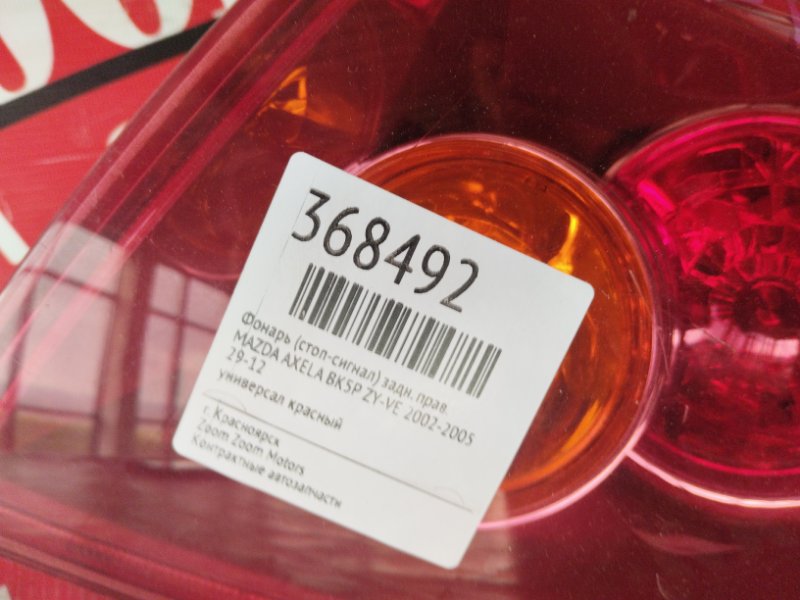 368492
Фонарь (стоп-сигнал) задн. прав.
MAZDA AXELA BK5P ZY-VE 2002-2005
29-12
универсал красный
г. Красноярск
Zoom Zoom Motors
Контрактные автозапчасти